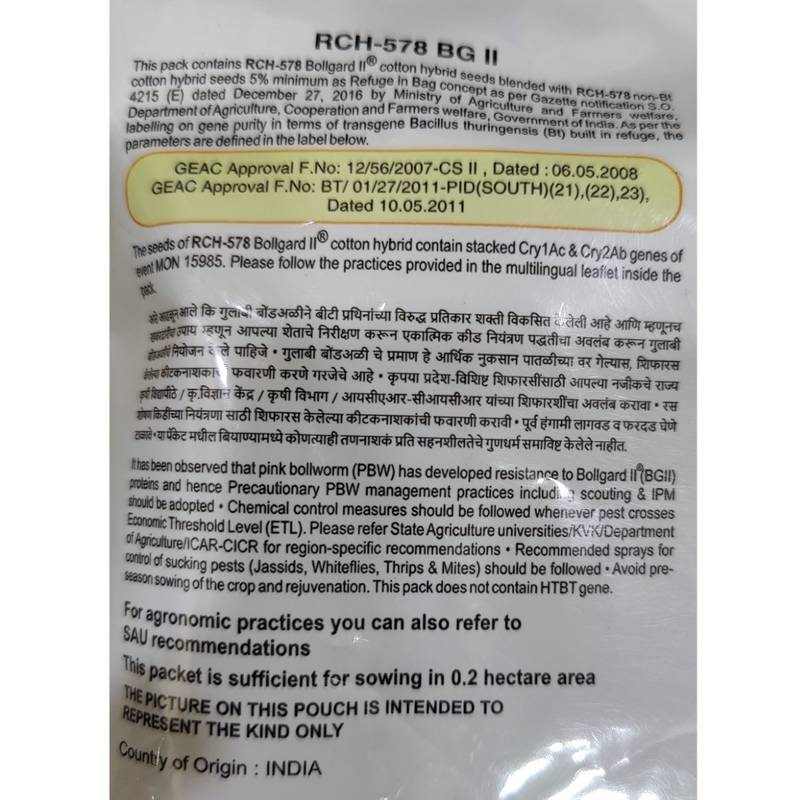 RCH-578 BG II
This pack contains RCH-578 Bollgard II® cotton hybrid seeds blended with RCH-578 non-Bt
cotton hybrid seeds 5% minimum as Refuge in Bag concept as per Gazette notification S.O.
4215 (E) dated December 27, 2016 by Ministry of Agriculture and Farmers welfare,
Department of Agriculture, Cooperation and Farmers welfare, Government of India. As per the
labelling on gene purity in terms of transgene Bacillus thuringensis (Bt) built in refuge, the
parameters are defined in the label below.
GEAC Approval F.No: 12/56/2007-CS II , Dated : 06.05.2008
GEAC Approval F.No: BT/ 01/27/2011-PID(SOUTH)(21),(22),23),
Dated 10.05.2011
The seeds of RCH-578 Bollgard II® cotton hybrid contain stacked Cry1Ac & Cry2Ab genes of
event MON 15985. Please follow the practices provided in the multilingual leaflet inside the
pack.
असे आढळून आले कि गुलाबी बोंडअळीने बीटी प्रथिनांच्या विरुद्ध प्रतिकार शक्ती विकसित केलेली आहे आणि म्हणूनच
उपाय म्हणून आपल्या शेताचे निरीक्षण करून एकात्मिक कीड नियंत्रण पद्धतीचा अवलंब करून गुलाबी
बोंडअळीचे नियोजन केले पाहिजे • गुलाबी बोंडअळी चे प्रमाण हे आर्थिक नुकसान पातळीच्या वर गेल्यास, शिफारस
केलेल्या कीटकनाशकाची फवारणी करणे गरजेचे आहे • कृपया प्रदेश-विशिष्ट शिफारसींसाठी आपल्या नजीकचे राज्य
कृषी विद्यापीठे / कृ.विज्ञान केंद्र / कृषी विभाग / आयसीएआर-सीआयसीआर यांच्या शिफारशींचा अवलंब करावा • रस
शोषण किडींच्या नियंत्रणा साठी शिफारस केलेल्या कीटकनाशकांची फवारणी करावी • पूर्व हंगामी लागवड व फरदड घेणे
टाळावे • या पॅकेट मधील बियाण्यामध्ये कोणत्याही तणनाशकं प्रति सहनशीलतेचे गुणधर्म समाविष्ट केलेले नाहीत.
It has been observed that pink bollworm (PBW) has developed resistance to Bollgard II®(BGII)
proteins and hence Precautionary PBW management practices including scouting & IPM
should be adopted • Chemical control measures should be followed whenever pest crosses
Economic Threshold Level (ETL). Please refer State Agriculture universities/KVK/Department
of Agriculture/ICAR-CICR for region-specific recommendations • Recommended sprays for
control of sucking pests (Jassids, Whiteflies, Thrips & Mites) should be followed • Avoid pre-
season sowing of the crop and rejuvenation. This pack does not contain HTBT gene.
For agronomic practices you can also refer to
SAU recommendations
This packet is sufficient for sowing in 0.2 hectare area
THE PICTURE ON THIS POUCH IS INTENDED TO
REPRESENT THE KIND ONLY
Country of Origin : INDIA